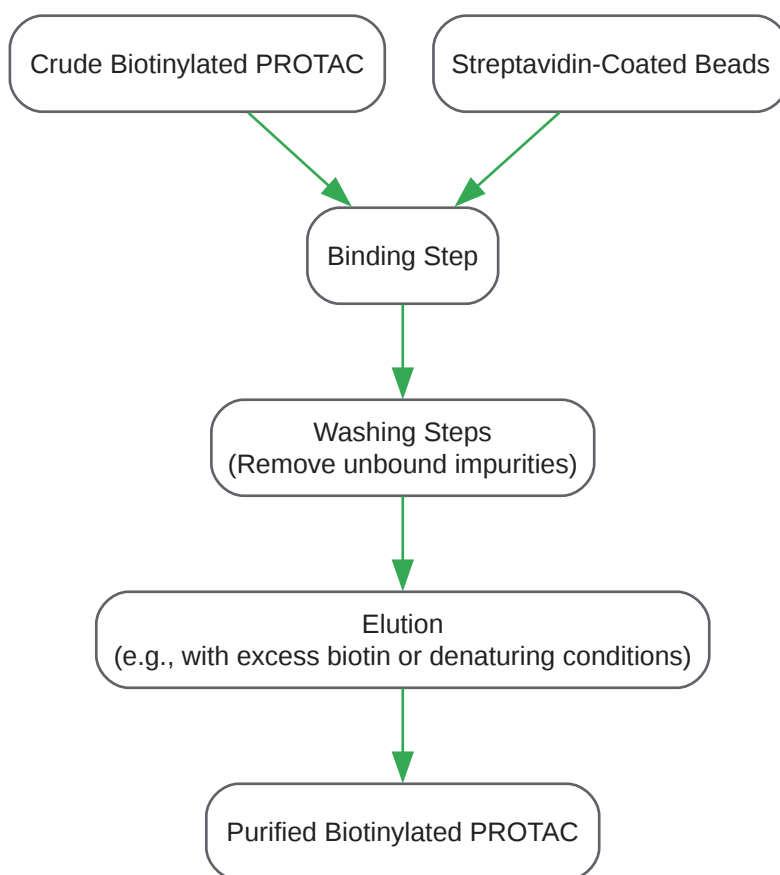 Crude Biotinylated PROTAC
Streptavidin-Coated Beads
Binding Step
Washing Steps
(Remove unbound impurities)
Elution
(e.g., with excess biotin or denaturing conditions)
Purified Biotinylated PROTAC